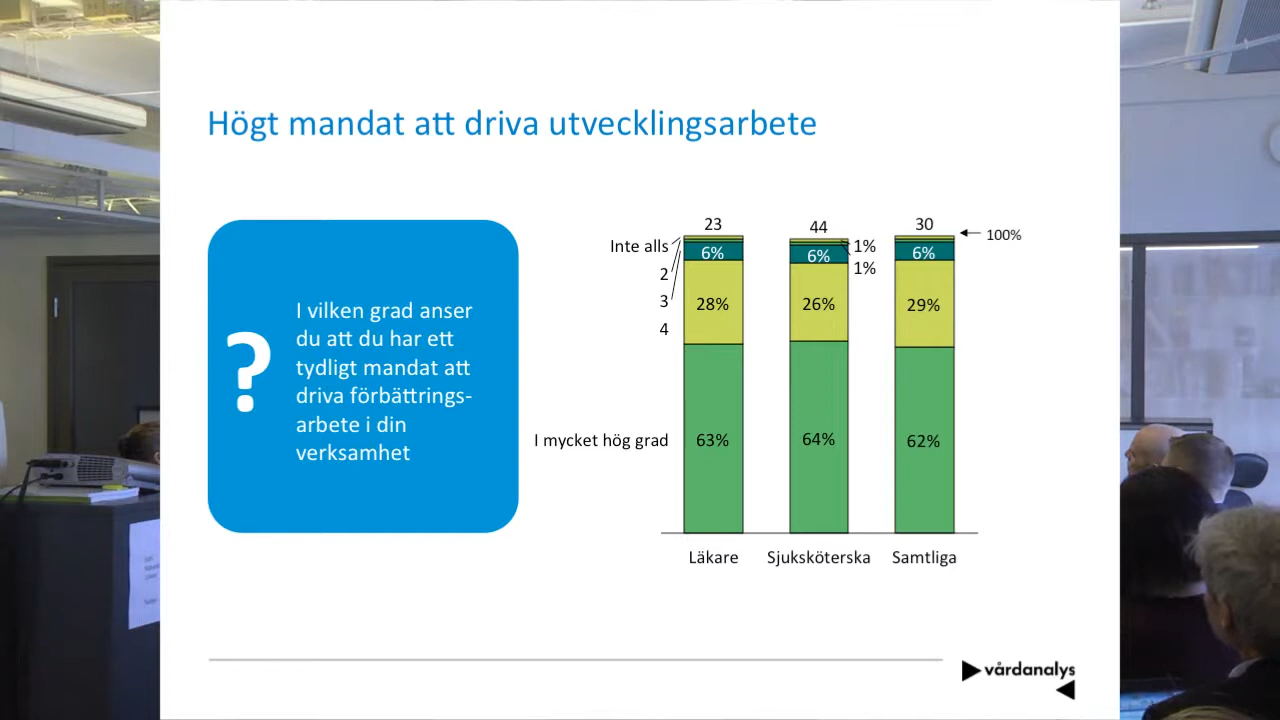 Högt mandat att driva utvecklingsarbete
?
I vilken grad anser
du att du har ett
tydligt mandat att
driva förbättrings-
arbete i din
verksamhet
23
44
30
100%
Inte alls
2
3
4
I mycket hög grad
6%
6%
6%
1%
1%
28%
26%
29%
63%
64%
62%
Läkare
Sjuksköterska
Samtliga
vårdanalys